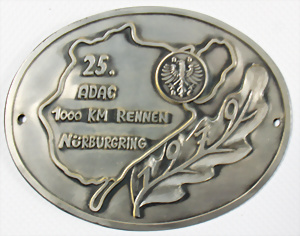 25.
ADAC
1000 KM RENNEN
NÜRBURGRING
1979